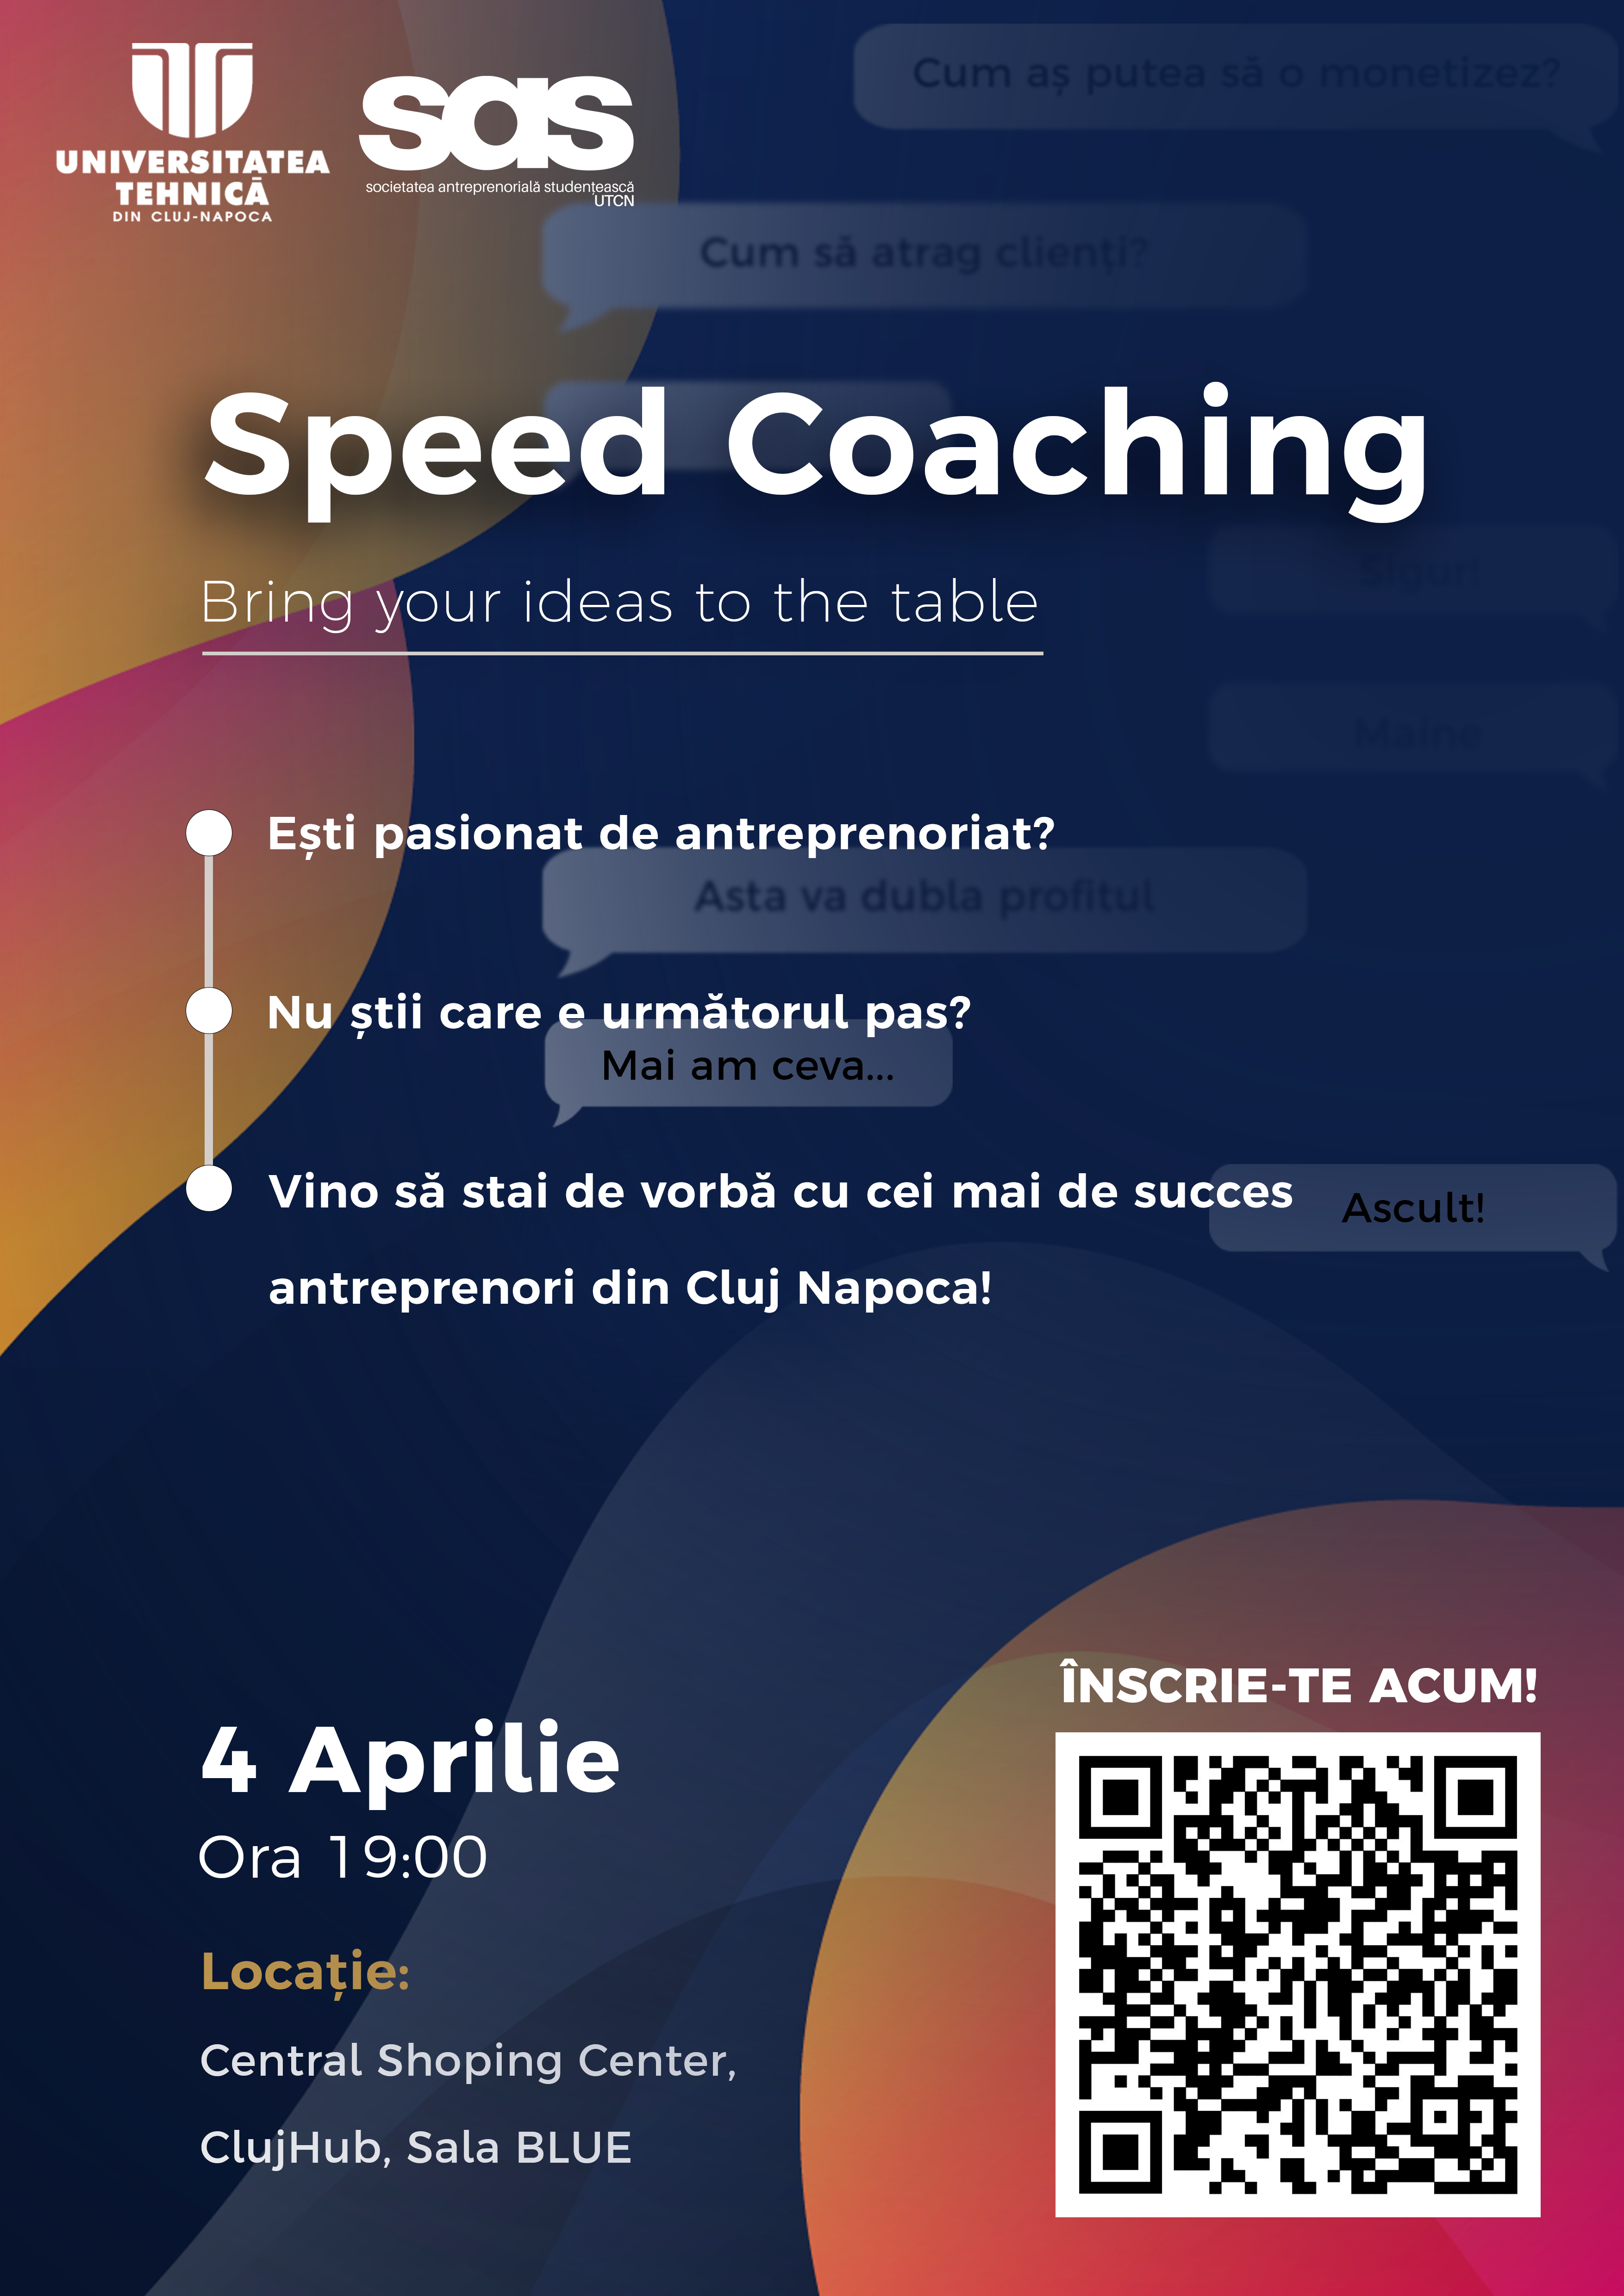 UNIVERSITATEA
TEHNICĂ
DIN CLUJ-NAPOCA
sas
societatea antreprenorială studențească
UTCN
Cum aș putea să o monetizez?
Cum să atrag clienți?
Speed Coaching
Bring your ideas to the table
Sigur!
Maine
Ești pasionat de antreprenoriat?
Asta va dubla profitul
Nu știi care e următorul pas?
Mai am ceva...
Vino să stai de vorbă cu cei mai de succes
Ascult!
antreprenori din Cluj Napoca!
ÎNSCRIE-TE ACUM!
4 Aprilie
Ora 19:00
Locație:
Central Shoping Center,
ClujHub, Sala BLUE